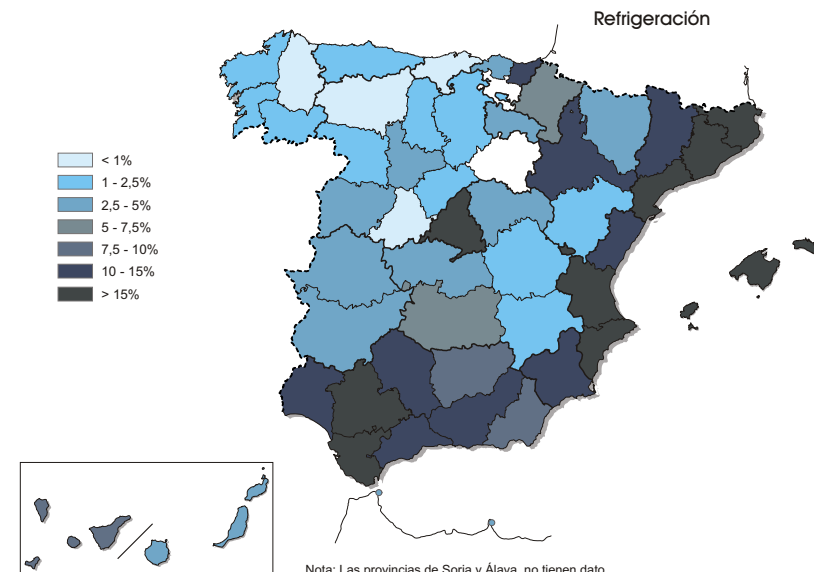 Refrigeración
< 1%
1 - 2,5%
2,5 - 5%
5 - 7,5%
7,5 - 10%
10 - 15%
> 15%
Nota: Las provincias de Soria y Álava, no tienen dato